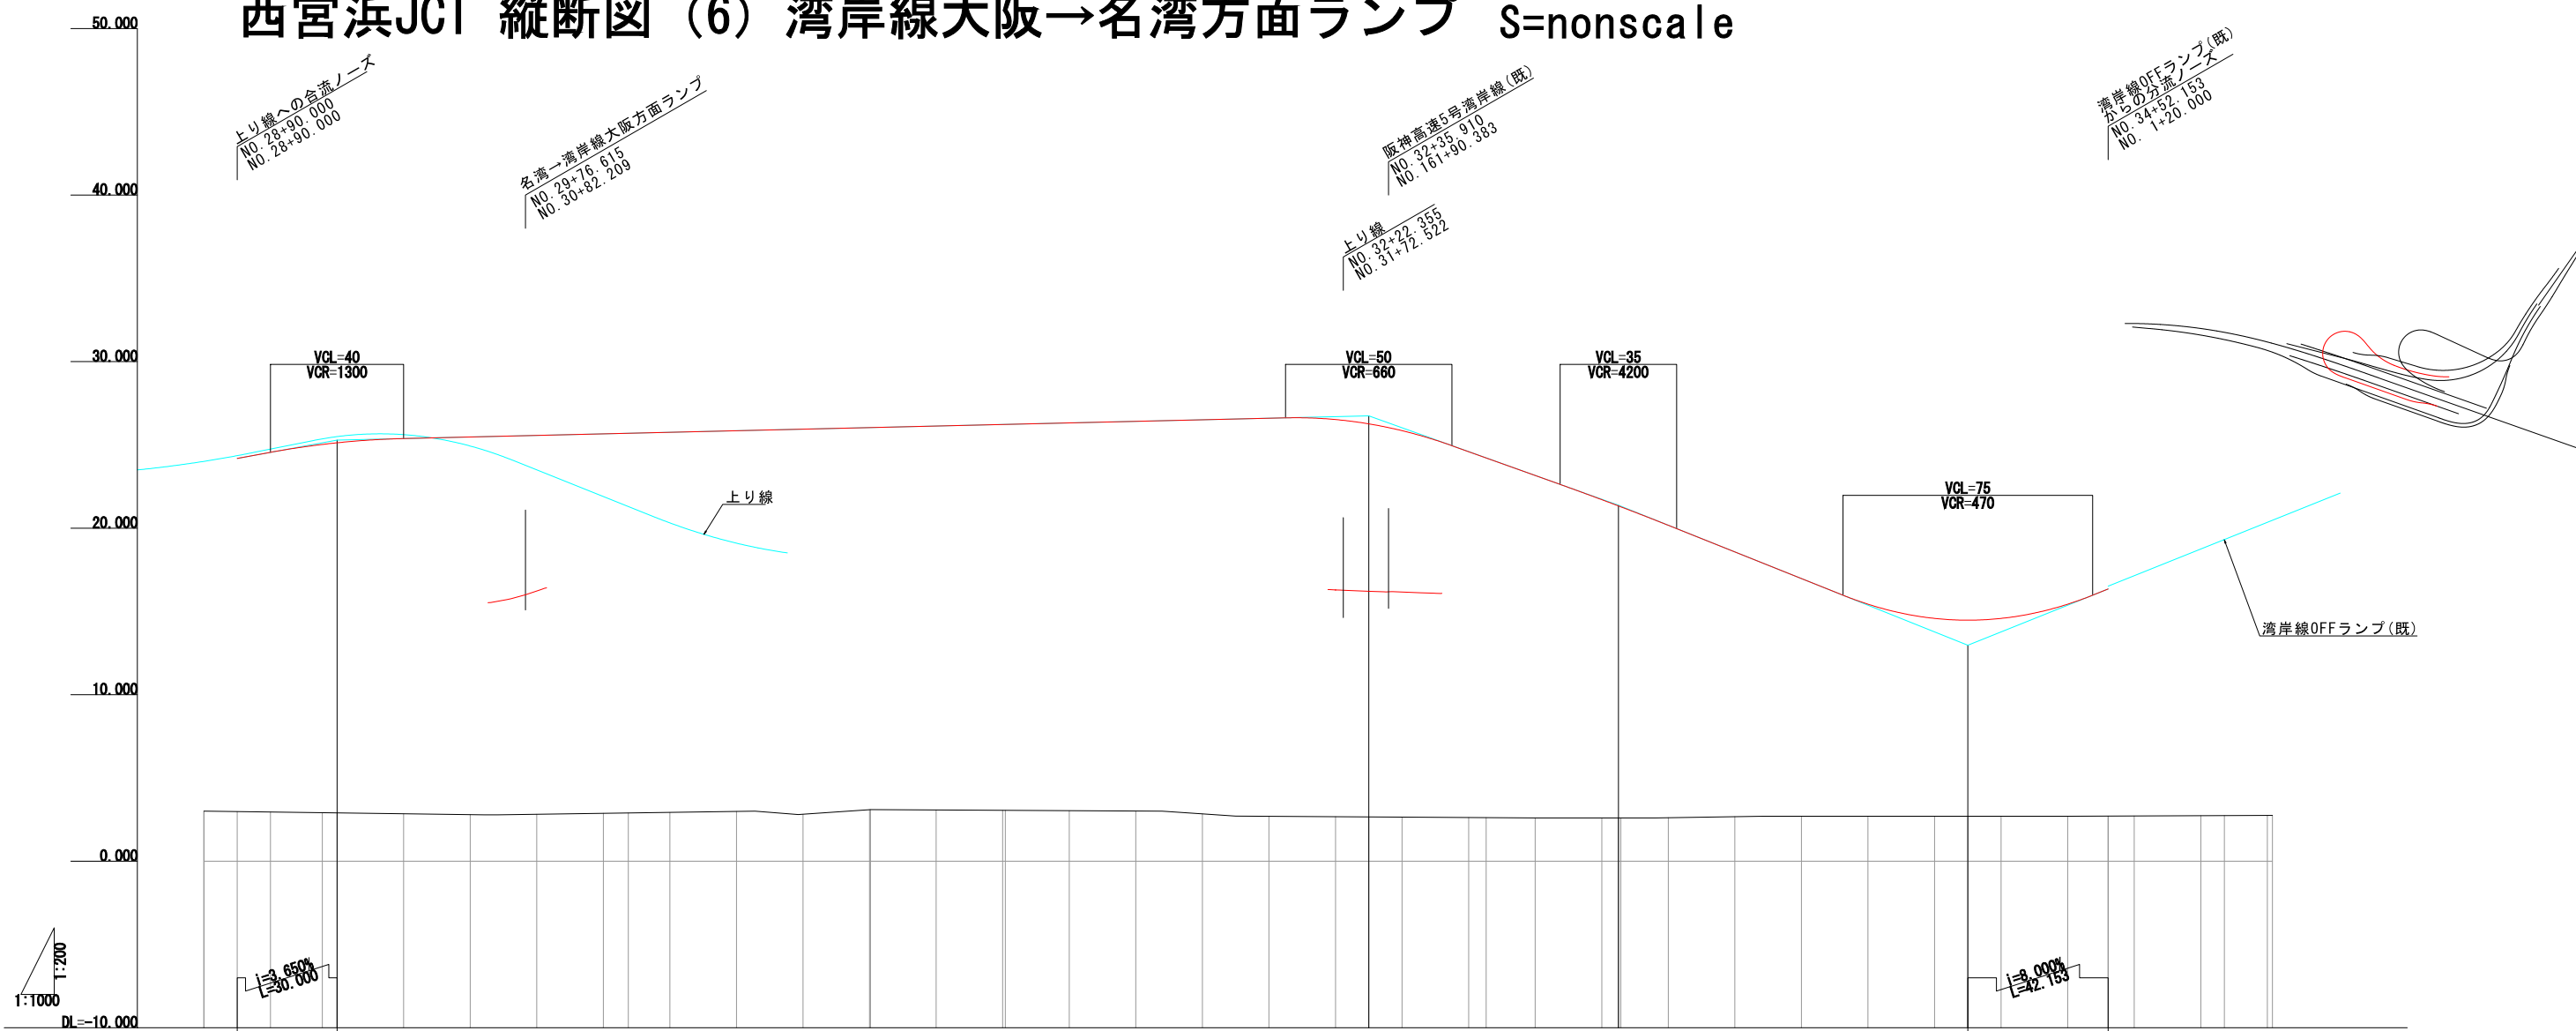 西宮浜JCT 縦断図 (6) 湾岸線大阪→名湾方面ランプ S=nonscale
50.000
上り線への合流ノーズ
NO.28+90.000
NO.28+90.000
名湾→湾岸線大阪方面ランプ
NO.29+76.615
NO.30+82.209
阪神高速5号湾岸線(既)
NO.32+35.910
NO.161+90.383
湾岸線OFFランプ(既)
からの分流ノーズ
NO.34+52.153
NO. 1+20.000
40.000
上り線
NO.32+22.355
NO.31+72.522
30.000
VCL=40
VCR=1300
VCL=50
VCR=660
VCL=35
VCR=4200
VCL=75
VCR=470
上り線
20.000
湾岸線OFFランプ(既)
10.000
0.000
1:200
1:1000
i=3.650%
L=30.000
i=8.000%
L=42.153
DL=-10.000